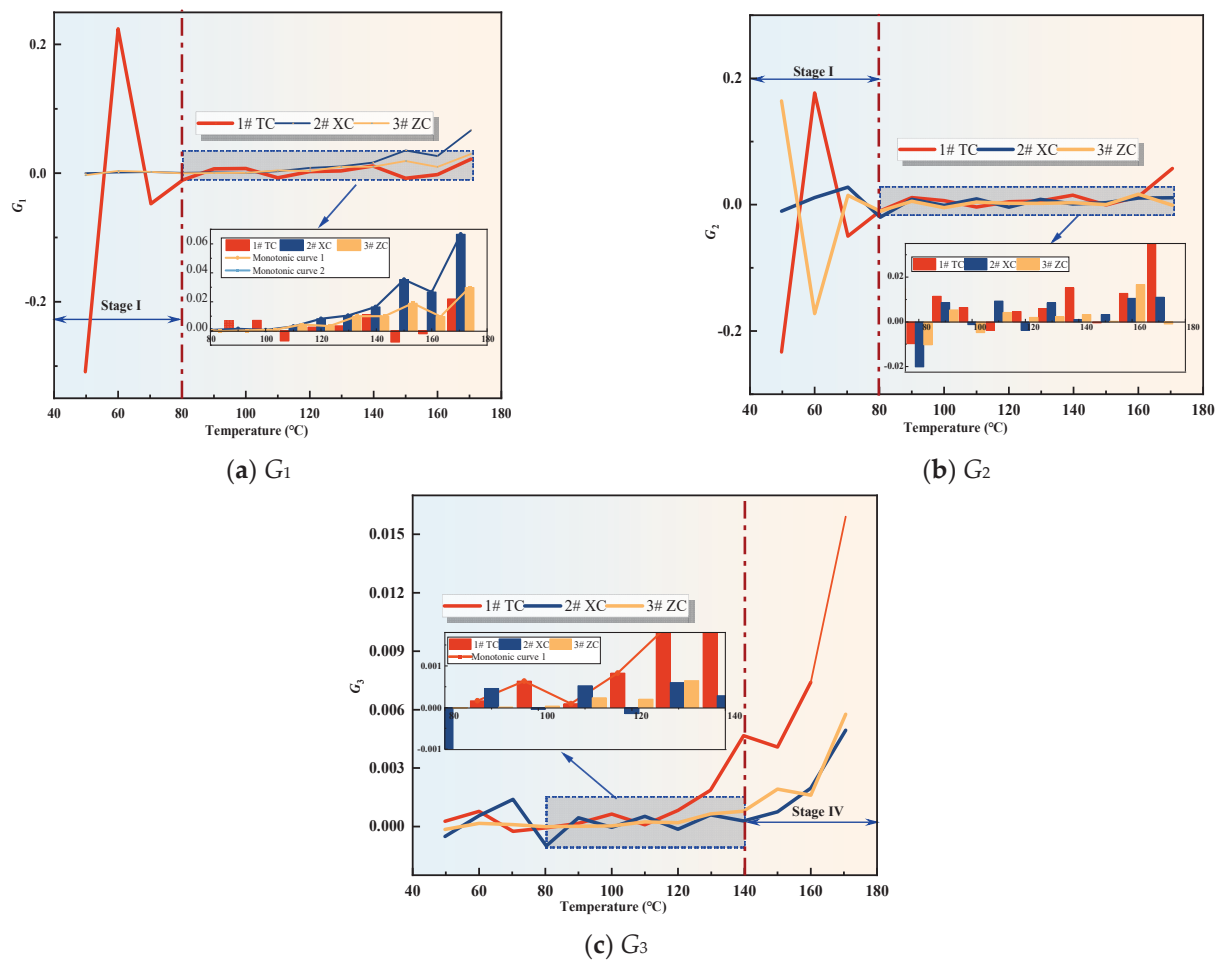 0.2
0.0
-0.2
G1
Stage I
1# TC 2# XC 3# ZC
1# TC 2# XC 3# ZC
Monotonic curve 1
Monotonic curve 2
0.06
0.04
0.02
0.00
80 100 120 140 160 180
40 60 80 100 120 140 160 180
Temperature (°C)
(a) G1
0.2
0.0
-0.2
G2
Stage I
1# TC 2# XC 3# ZC
1# TC 2# XC 3# ZC
0.02
0.00
-0.02
80 100 120 140 160 180
40 60 80 100 120 140 160 180
Temperature (°C)
(b) G2
0.015
0.012
0.009
0.006
0.003
0.000
G3
1# TC 2# XC 3# ZC
1# TC 2# XC 3# ZC
Monotonic curve 1
0.001
0.000
-0.001
80 100 120 140
Stage IV
40 60 80 100 120 140 160 180
Temperature (°C)
(c) G3